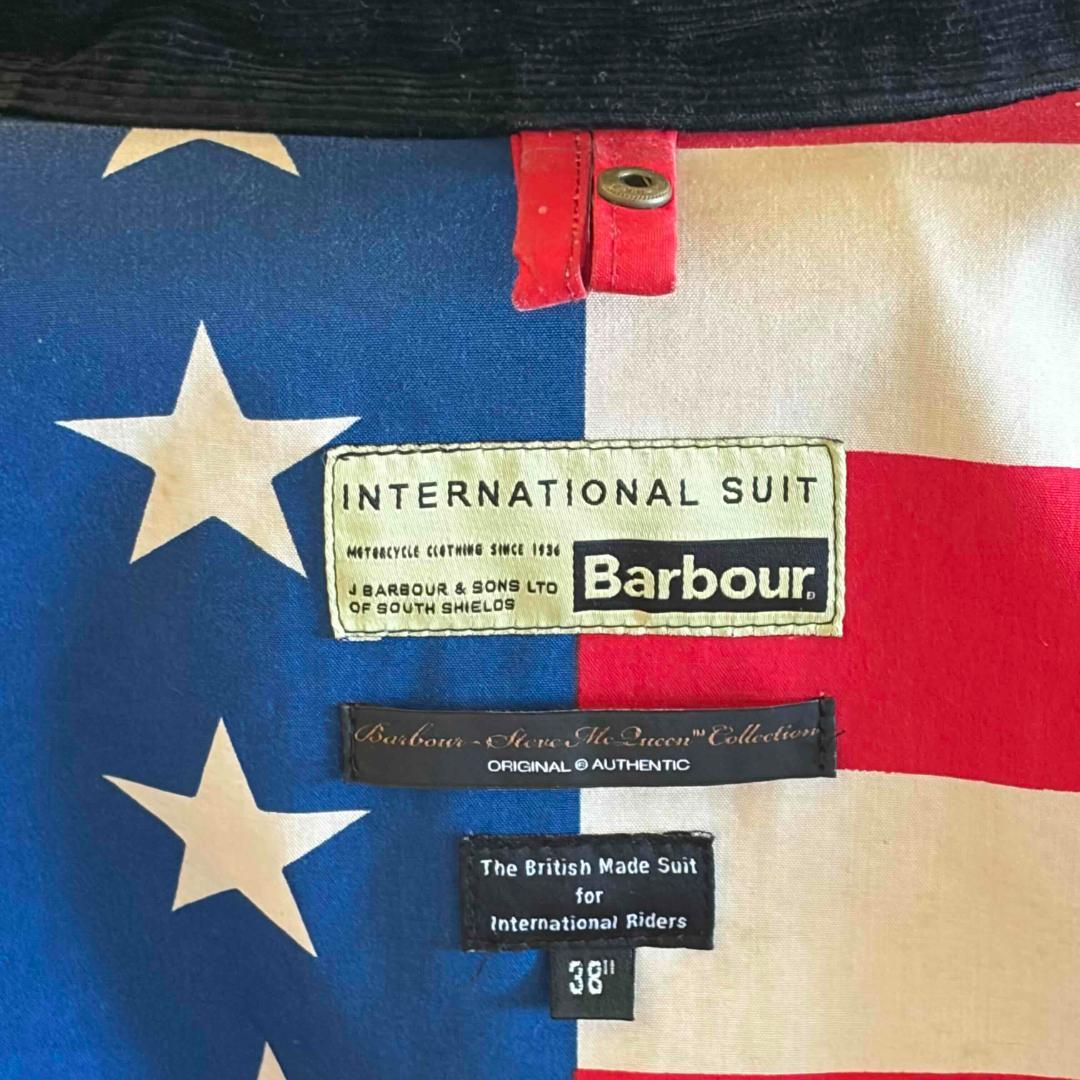 INTERNATIONAL SUIT
MOTORCYCLE CLOTHING SINCE 1936
J BARBOUR & SONS LTD
OF SOUTH SHIELDS
Barbour®
Barbour - Steve McQueen™ Collection
ORIGINAL ® AUTHENTIC
The British Made Suit
for
International Riders
38"